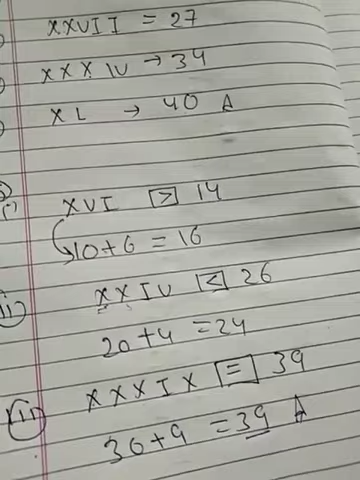 XXVII = 27
XXXIV → 34
XL → 40 A
(i) XVI [>] 14
10+6 = 16
ii) XXIV [<] 26
20+4 = 24
(iii) XXXIX [=] 39
30+9 = 39 A